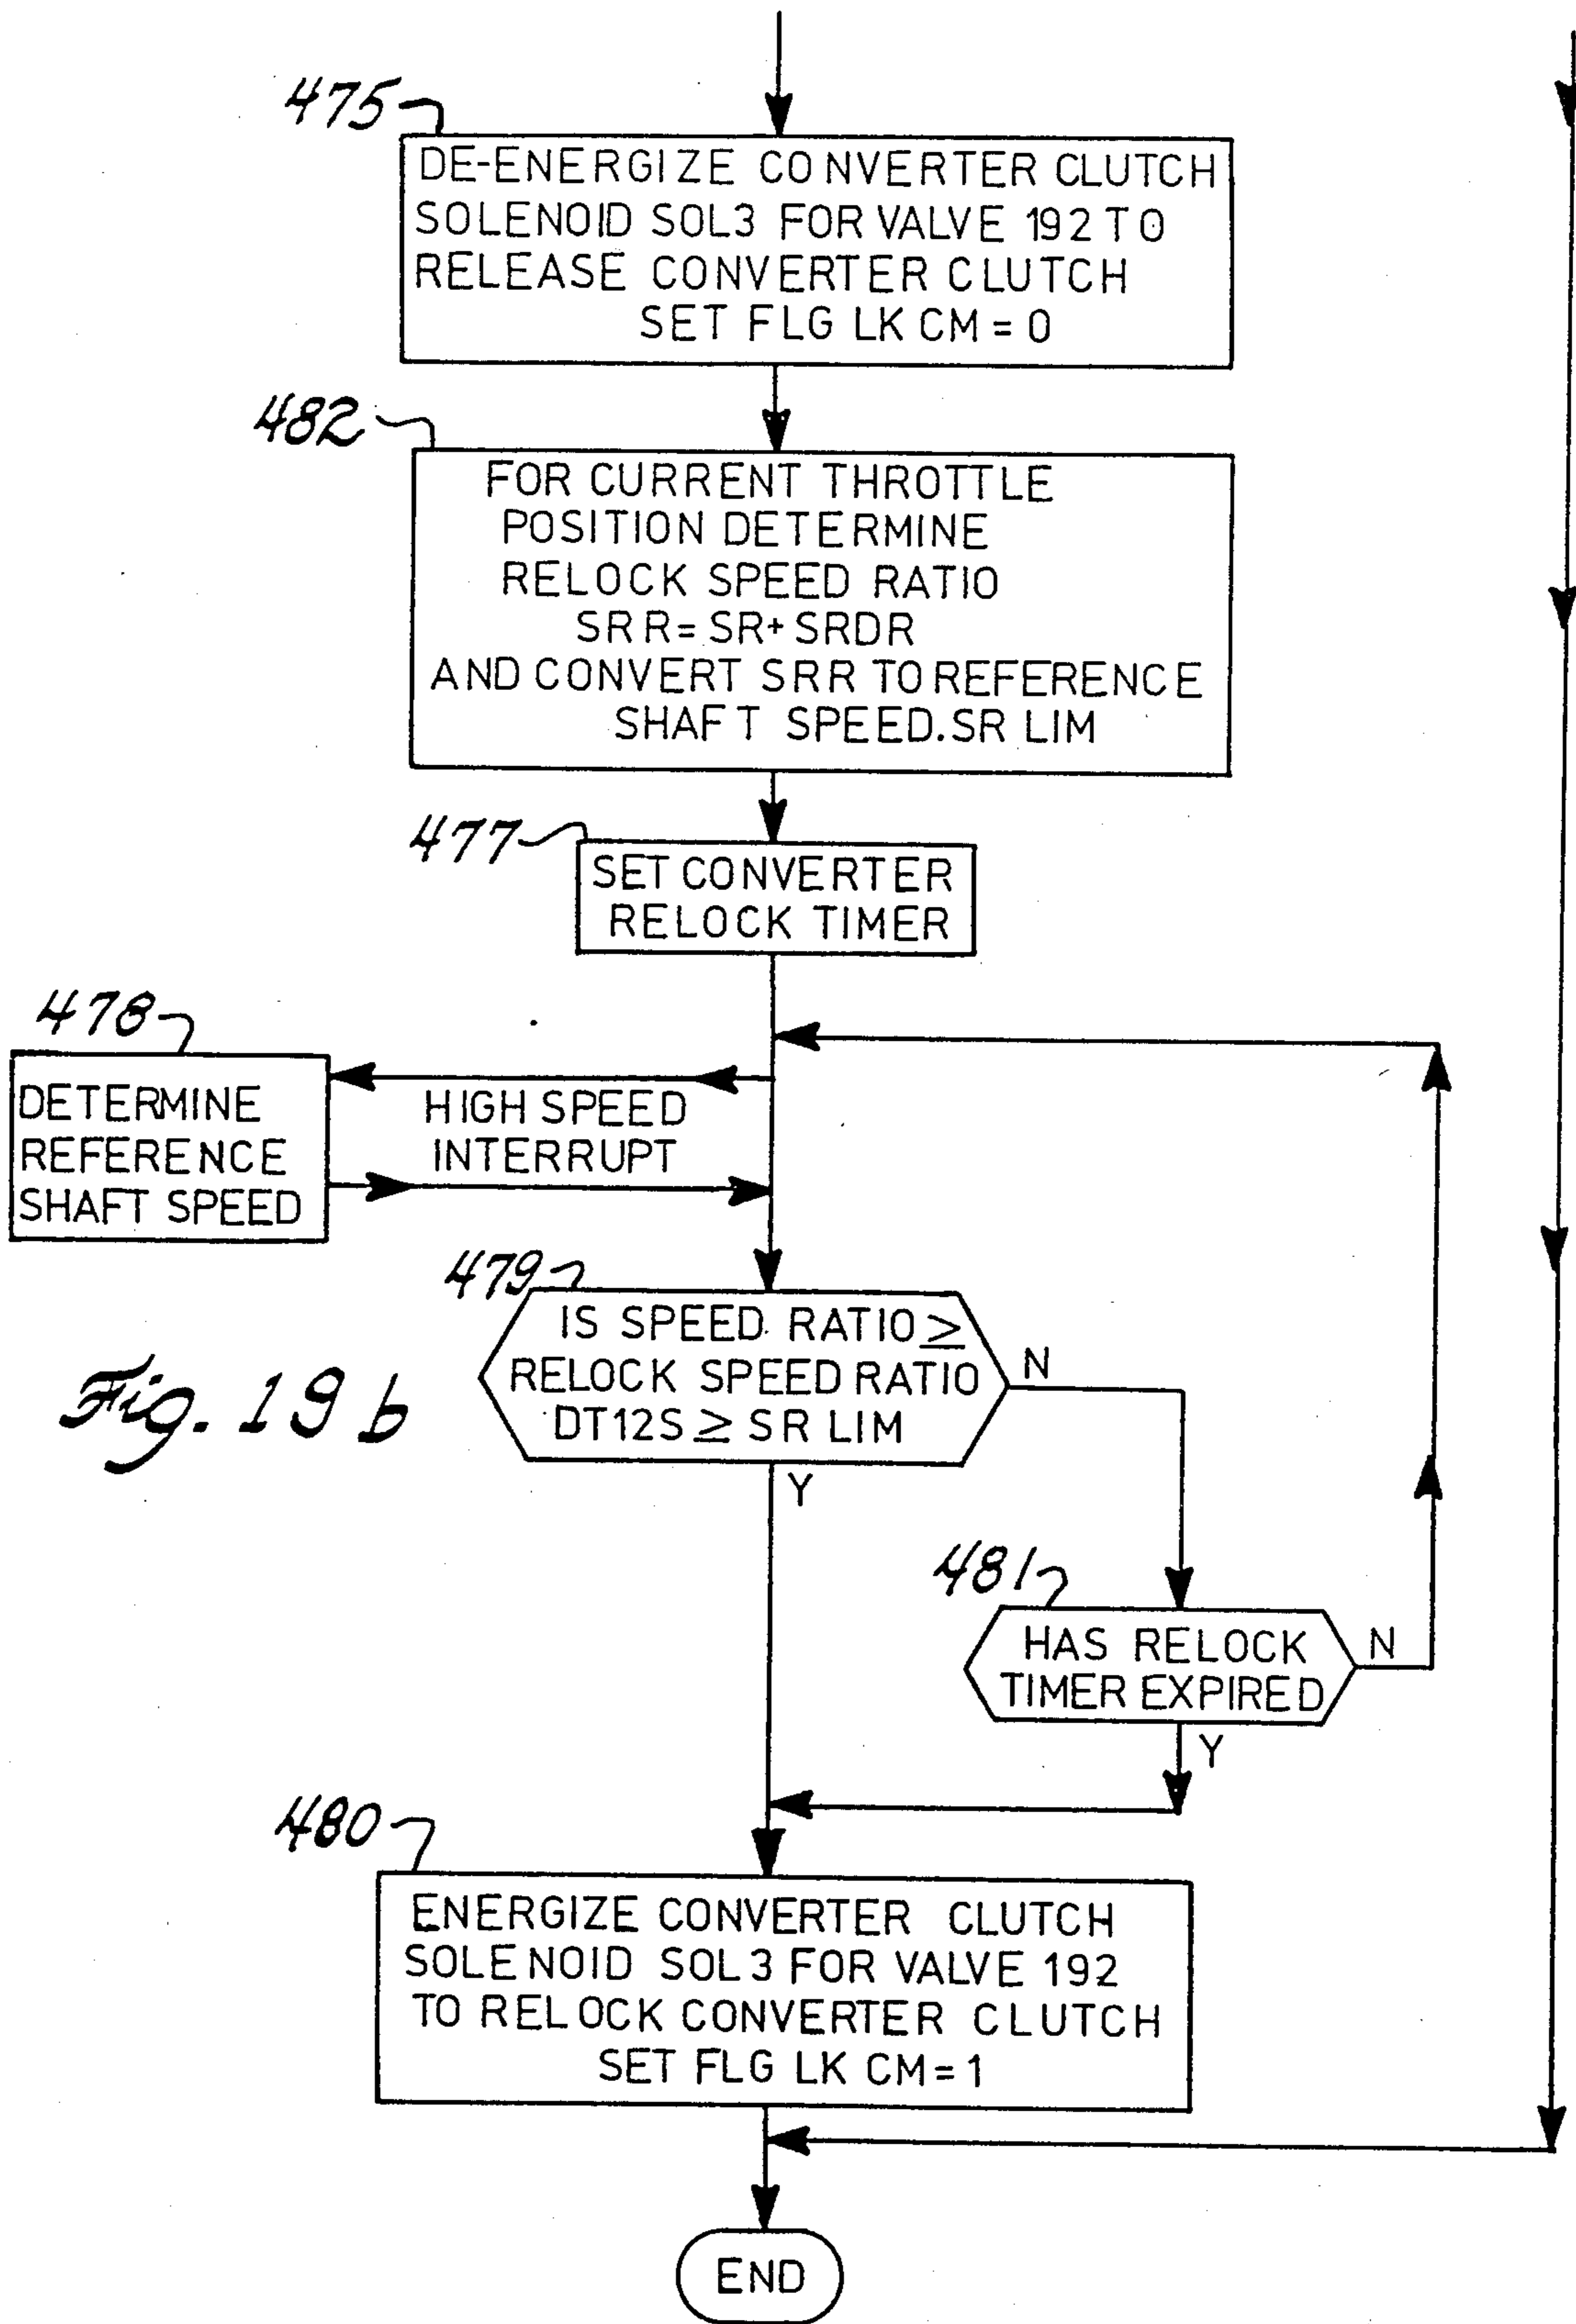 475
DE-ENERGIZE CONVERTER CLUTCH
SOLENOID SOL3 FOR VALVE 192 TO
RELEASE CONVERTER CLUTCH
SET FLG LK CM = 0
482
FOR CURRENT THROTTLE
POSITION DETERMINE
RELOCK SPEED RATIO
SRR = SR + SRDR
AND CONVERT SRR TO REFERENCE
SHAFT SPEED.SR LIM
477
SET CONVERTER
RELOCK TIMER
478
DETERMINE
REFERENCE
SHAFT SPEED
HIGH SPEED
INTERRUPT
479
IS SPEED RATIO ≥
RELOCK SPEED RATIO
DT12S ≥ SR LIM
N
Y
Fig. 19 b
481
HAS RELOCK
TIMER EXPIRED
N
Y
480
ENERGIZE CONVERTER CLUTCH
SOLENOID SOL3 FOR VALVE 192
TO RELOCK CONVERTER CLUTCH
SET FLG LK CM = 1
END